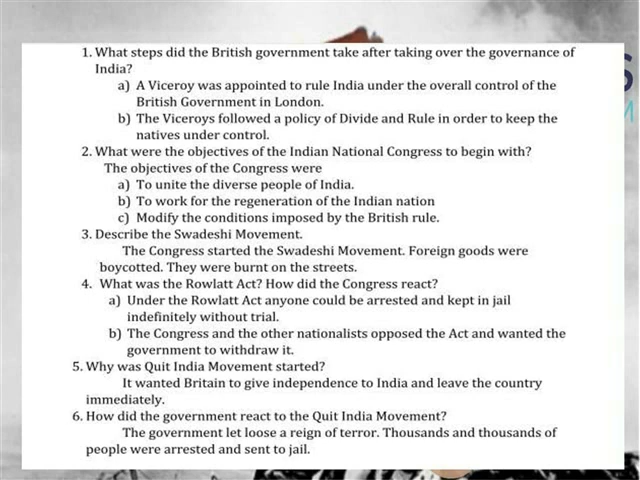 1. What steps did the British government take after taking over the governance of
India?
a) A Viceroy was appointed to rule India under the overall control of the
British Government in London.
b) The Viceroys followed a policy of Divide and Rule in order to keep the
natives under control.
2. What were the objectives of the Indian National Congress to begin with?
The objectives of the Congress were
a) To unite the diverse people of India.
b) To work for the regeneration of the Indian nation
c) Modify the conditions imposed by the British rule.
3. Describe the Swadeshi Movement.
The Congress started the Swadeshi Movement. Foreign goods were
boycotted. They were burnt on the streets.
4. What was the Rowlatt Act? How did the Congress react?
a) Under the Rowlatt Act anyone could be arrested and kept in jail
indefinitely without trial.
b) The Congress and the other nationalists opposed the Act and wanted the
government to withdraw it.
5. Why was Quit India Movement started?
It wanted Britain to give independence to India and leave the country
immediately.
6. How did the government react to the Quit India Movement?
The government let loose a reign of terror. Thousands and thousands of
people were arrested and sent to jail.